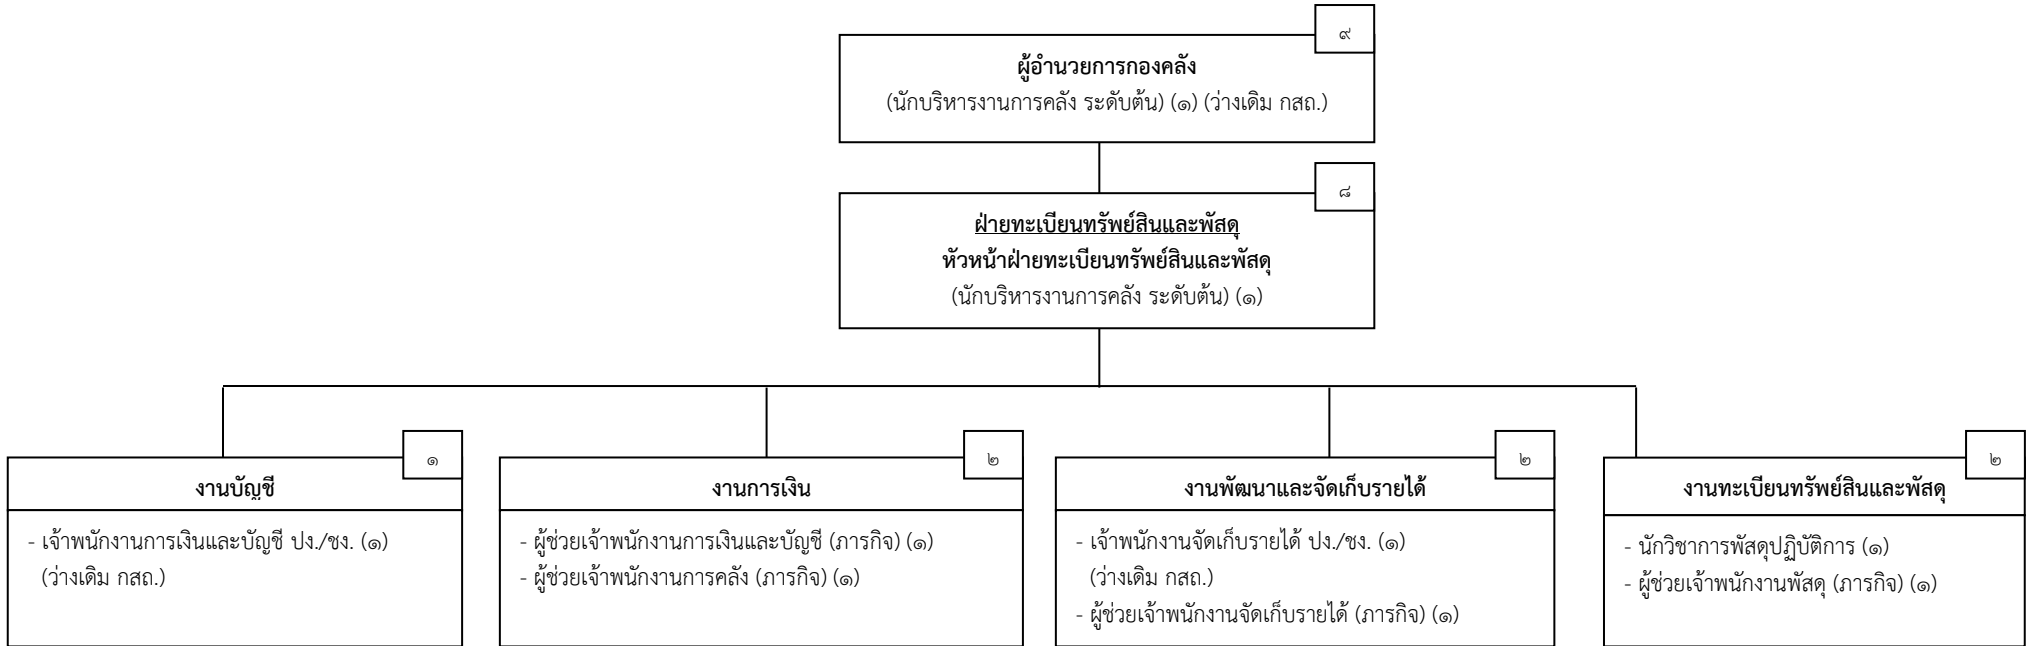 ๙
ผู้อำนวยการกองคลัง
(นักบริหารงานการคลัง ระดับต้น) (๑) (ว่างเดิม กสถ.)
๘
ฝ่ายทะเบียนทรัพย์สินและพัสดุ
หัวหน้าฝ่ายทะเบียนทรัพย์สินและพัสดุ
(นักบริหารงานการคลัง ระดับต้น) (๑)
๑
งานบัญชี
- เจ้าพนักงานการเงินและบัญชี ปง./ชง. (๑)
(ว่างเดิม กสถ.)
๒
งานการเงิน
- ผู้ช่วยเจ้าพนักงานการเงินและบัญชี (ภารกิจ) (๑)
- ผู้ช่วยเจ้าพนักงานการคลัง (ภารกิจ) (๑)
๒
งานพัฒนาและจัดเก็บรายได้
- เจ้าพนักงานจัดเก็บรายได้ ปง./ชง. (๑)
(ว่างเดิม กสถ.)
- ผู้ช่วยเจ้าพนักงานจัดเก็บรายได้ (ภารกิจ) (๑)
๒
งานทะเบียนทรัพย์สินและพัสดุ
- นักวิชาการพัสดุปฏิบัติการ (๑)
- ผู้ช่วยเจ้าพนักงานพัสดุ (ภารกิจ) (๑)